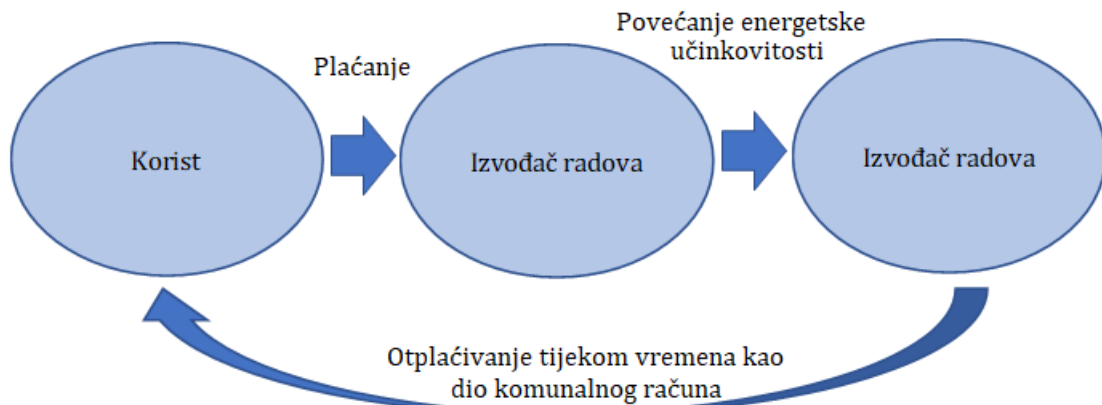 Povećanje energetske
učinkovitosti
Plaćanje
Korist
Izvođač radova
Izvođač radova
Otplaćivanje tijekom vremena kao
dio komunalnog računa